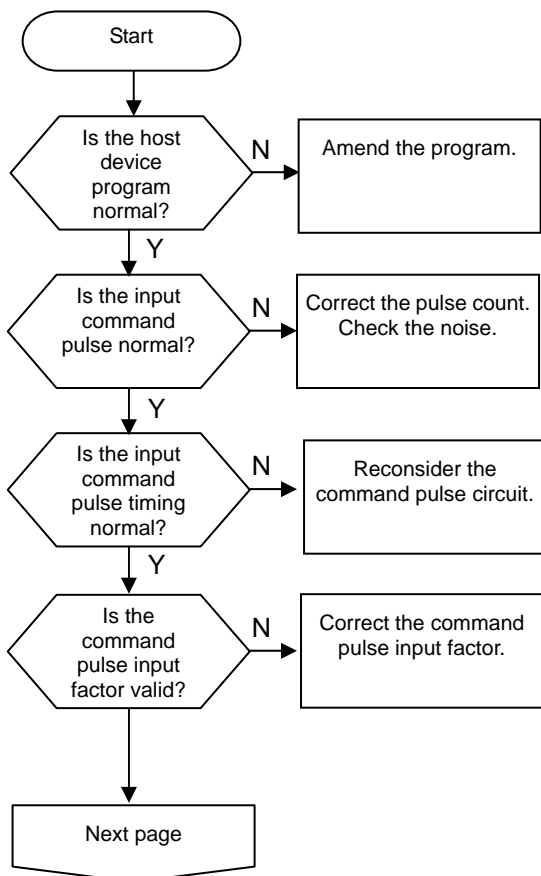 Start
Is the host
device
program
normal?
N
Amend the program.
Y
Is the input
command
pulse normal?
N
Correct the pulse count.
Check the noise.
Y
Is the input
command
pulse timing
normal?
N
Reconsider the
command pulse circuit.
Y
Is the
command
pulse input
factor valid?
N
Correct the command
pulse input factor.
Next page